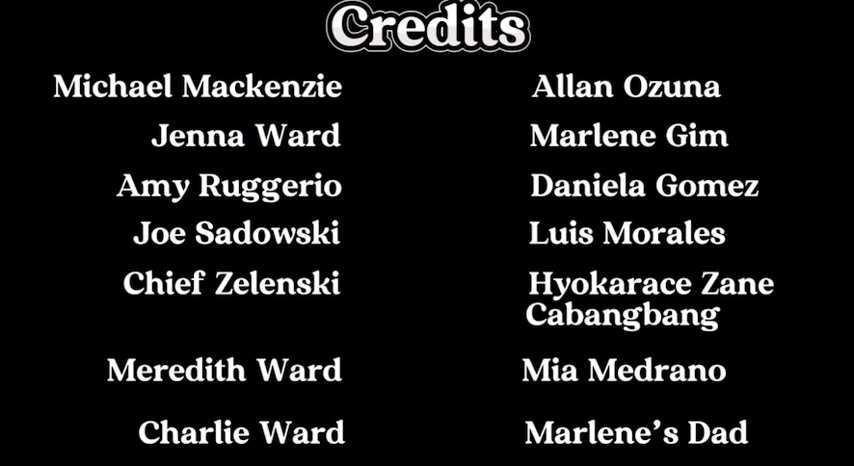 Credits
Michael Mackenzie Allan Ozuna
Jenna Ward Marlene Gim
Amy Ruggerio Daniela Gomez
Joe Sadowski Luis Morales
Chief Zelenski Hyokarace Zane
Cabangbang
Meredith Ward Mia Medrano
Charlie Ward Marlene’s Dad